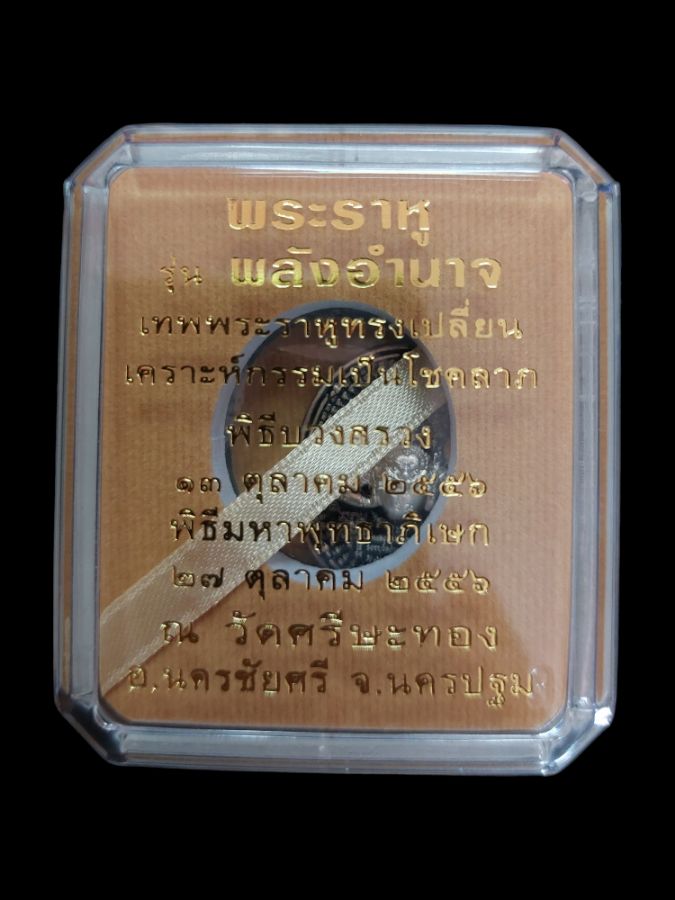 พระราหู
รุ่น พลังอำนาจ
เทพพระราหูทรงเปลี่ยน
เคราะห์กรรมเป็นโชคลาภ
พิธีบวงสรวง
๑๓ ตุลาคม ๒๕๕๖
พิธีมหาพุทธาภิเษก
๒๗ ตุลาคม ๒๕๕๖
ณ วัดศรีษะทอง
อ.นครชัยศรี จ.นครปฐม